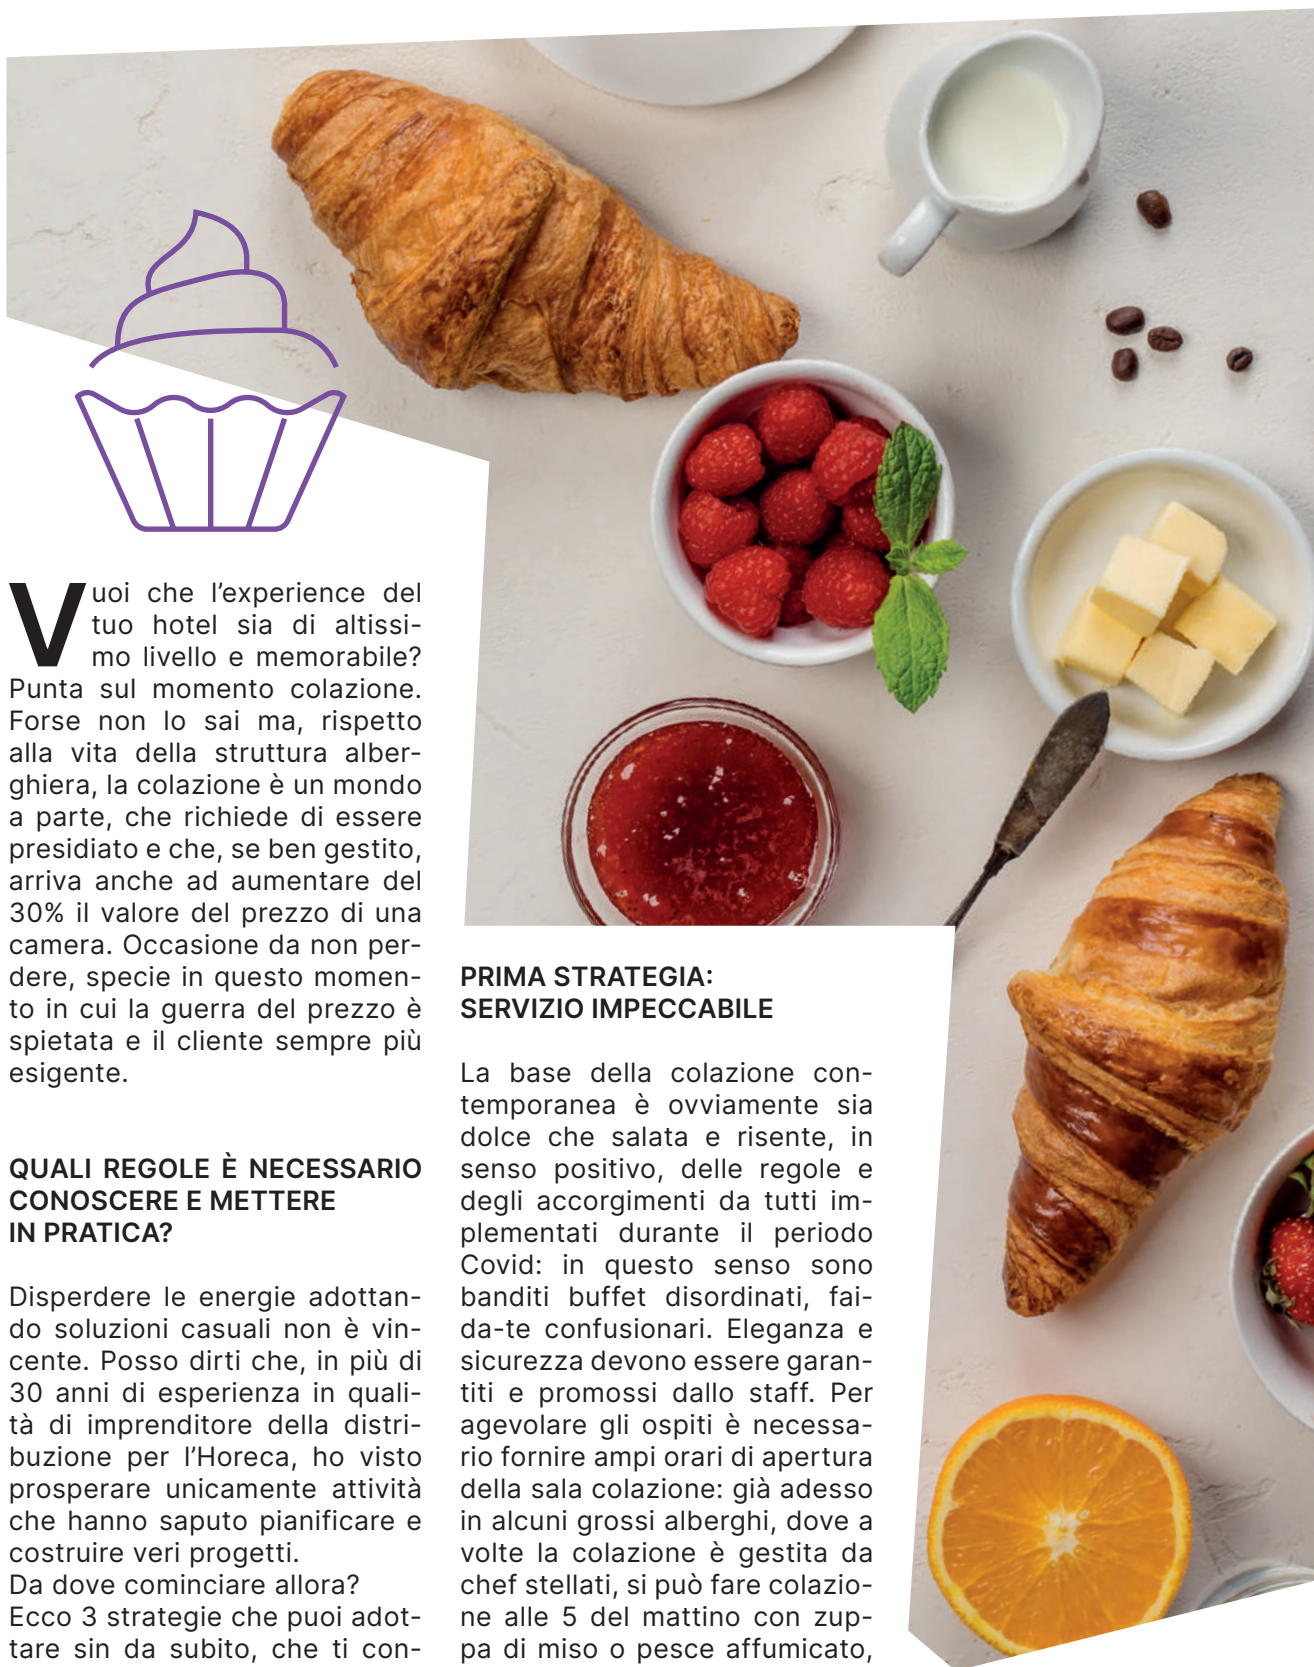 Vuoi che l'experience del
tuo hotel sia di altissi-
mo livello e memorabile?
Punta sul momento colazione.
Forse non lo sai ma, rispetto
alla vita della struttura alber-
ghiera, la colazione è un mondo
a parte, che richiede di essere
presidiato e che, se ben gestito,
arriva anche ad aumentare del
30% il valore del prezzo di una
camera. Occasione da non per-
dere, specie in questo momen-
to in cui la guerra del prezzo è
spietata e il cliente sempre più
esigente.
QUALI REGOLE È NECESSARIO
CONOSCERE E METTERE
IN PRATICA?
Disperdere le energie adottan-
do soluzioni casuali non è vin-
cente. Posso dirti che, in più di
30 anni di esperienza in quali-
tà di imprenditore della distri-
buzione per l'Horeca, ho visto
prosperare unicamente attività
che hanno saputo pianificare e
costruire veri progetti.
Da dove cominciare allora?
Ecco 3 strategie che puoi adot-
tare sin da subito, che ti con-
PRIMA STRATEGIA:
SERVIZIO IMPECCABILE
La base della colazione con-
temporanea è ovviamente sia
dolce che salata e risente, in
senso positivo, delle regole e
degli accorgimenti da tutti im-
plementati durante il periodo
Covid: in questo senso sono
banditi buffet disordinati, fai-
da-te confusionari. Eleganza e
sicurezza devono essere garan-
titi e promossi dallo staff. Per
agevolare gli ospiti è necessa-
rio fornire ampi orari di apertura
della sala colazione: già adesso
in alcuni grossi alberghi, dove a
volte la colazione è gestita da
chef stellati, si può fare colazio-
ne alle 5 del mattino con zup-
pa di miso o pesce affumicato,